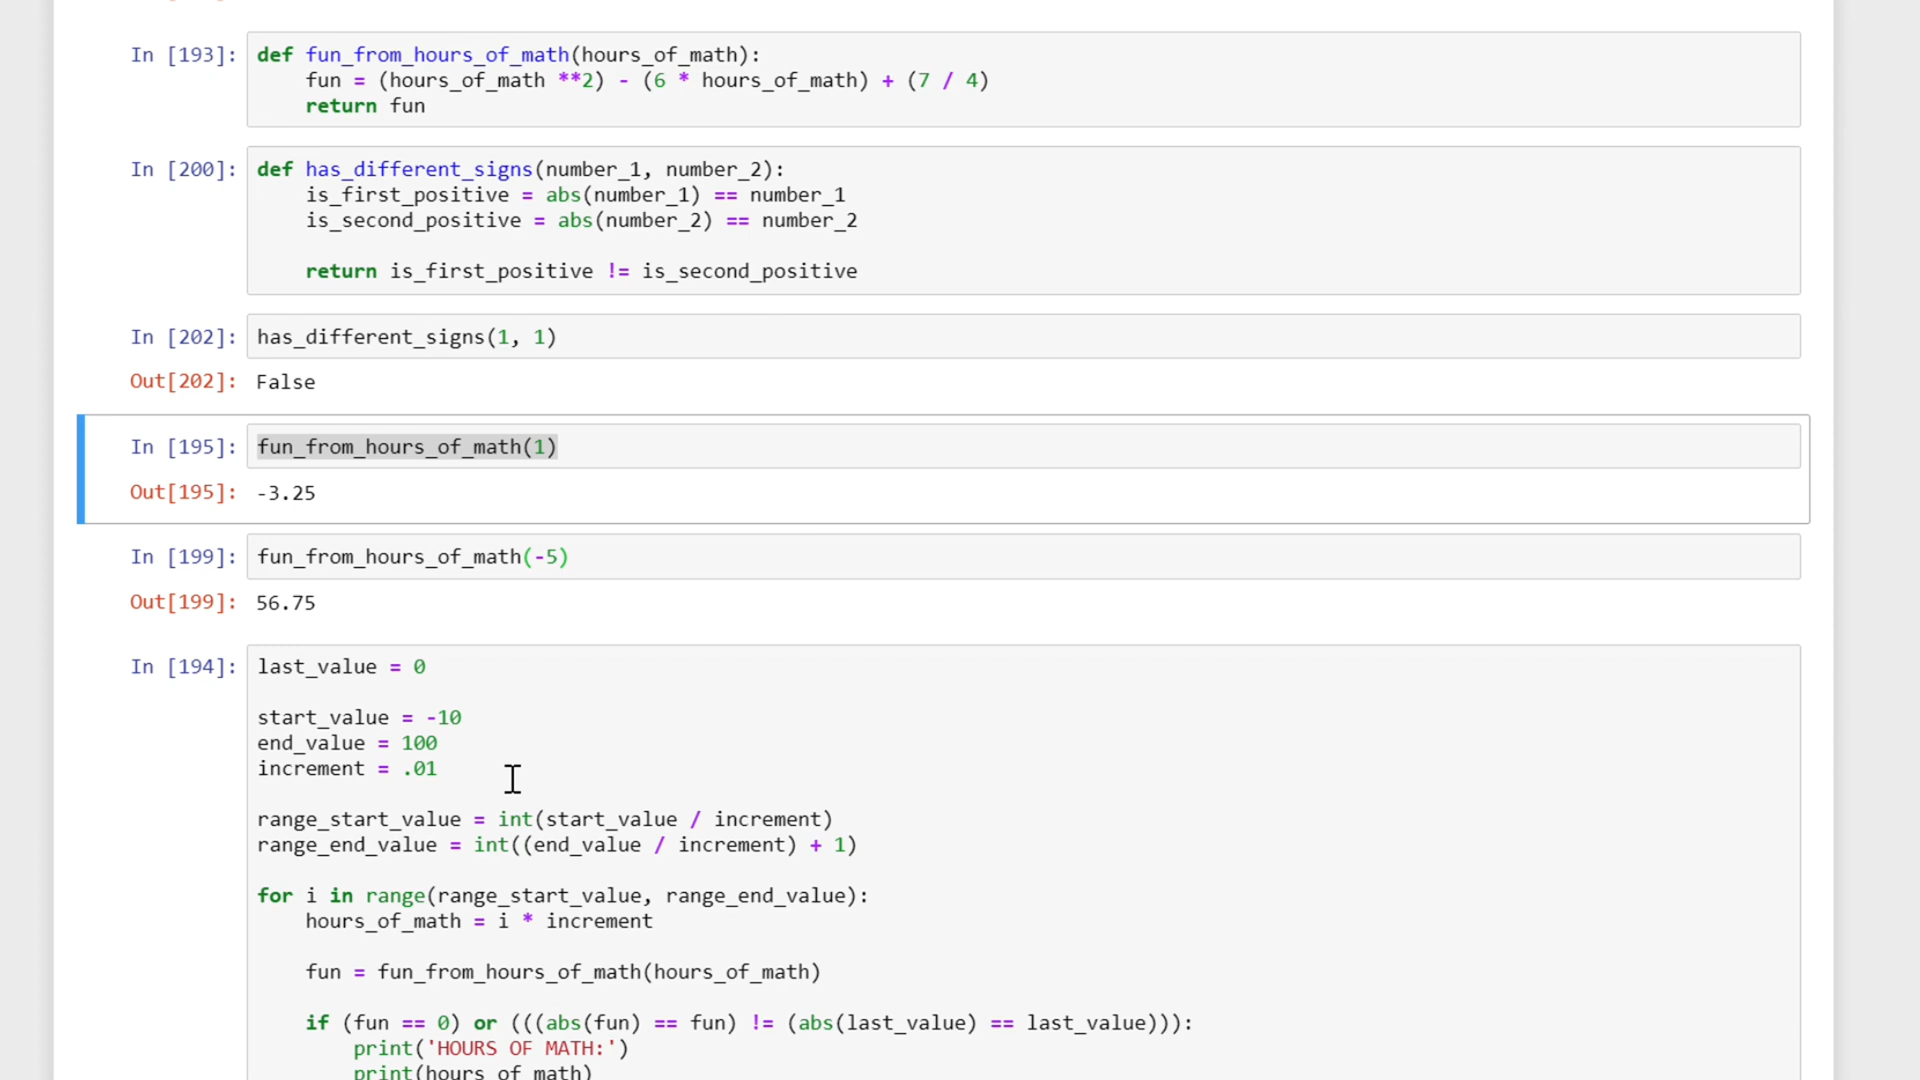 In [193]: def fun_from_hours_of_math(hours_of_math):
fun = (hours_of_math **2) - (6 * hours_of_math) + (7 / 4)
return fun
In [200]: def has_different_signs(number_1, number_2):
is_first_positive = abs(number_1) == number_1
is_second_positive = abs(number_2) == number_2
return is_first_positive != is_second_positive
In [202]: has_different_signs(1, 1)
Out[202]: False
In [195]: fun_from_hours_of_math(1)
Out[195]: -3.25
In [199]: fun_from_hours_of_math(-5)
Out[199]: 56.75
In [194]: last_value = 0
start_value = -10
end_value = 100
increment = .01
range_start_value = int(start_value / increment)
range_end_value = int((end_value / increment) + 1)
for i in range(range_start_value, range_end_value):
hours_of_math = i * increment
fun = fun_from_hours_of_math(hours_of_math)
if (fun == 0) or (((abs(fun) == fun) != (abs(last_value) == last_value))):
print('HOURS OF MATH:')
print(hours_of_math)